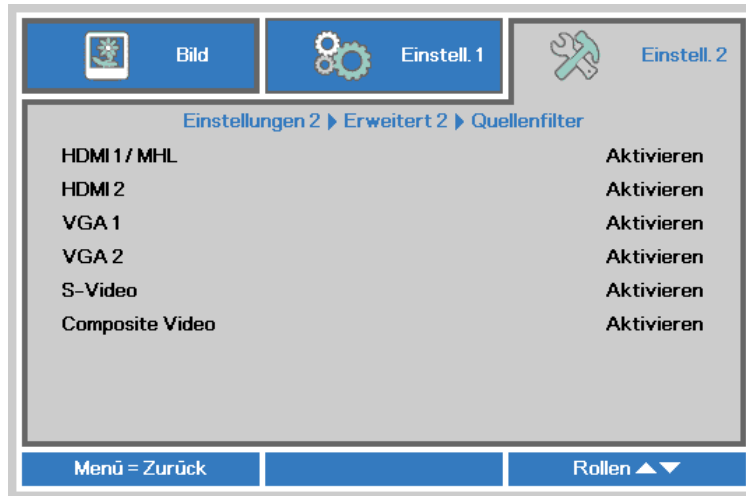 Bild Einstell. 1 Einstell. 2
Einstellungen 2 ▶ Erweitert 2 ▶ Quellenfilter
HDMI 1 / MHL Aktivieren
HDMI 2 Aktivieren
VGA 1 Aktivieren
VGA 2 Aktivieren
S-Video Aktivieren
Composite Video Aktivieren
Menü = Zurück Rollen ▲▼